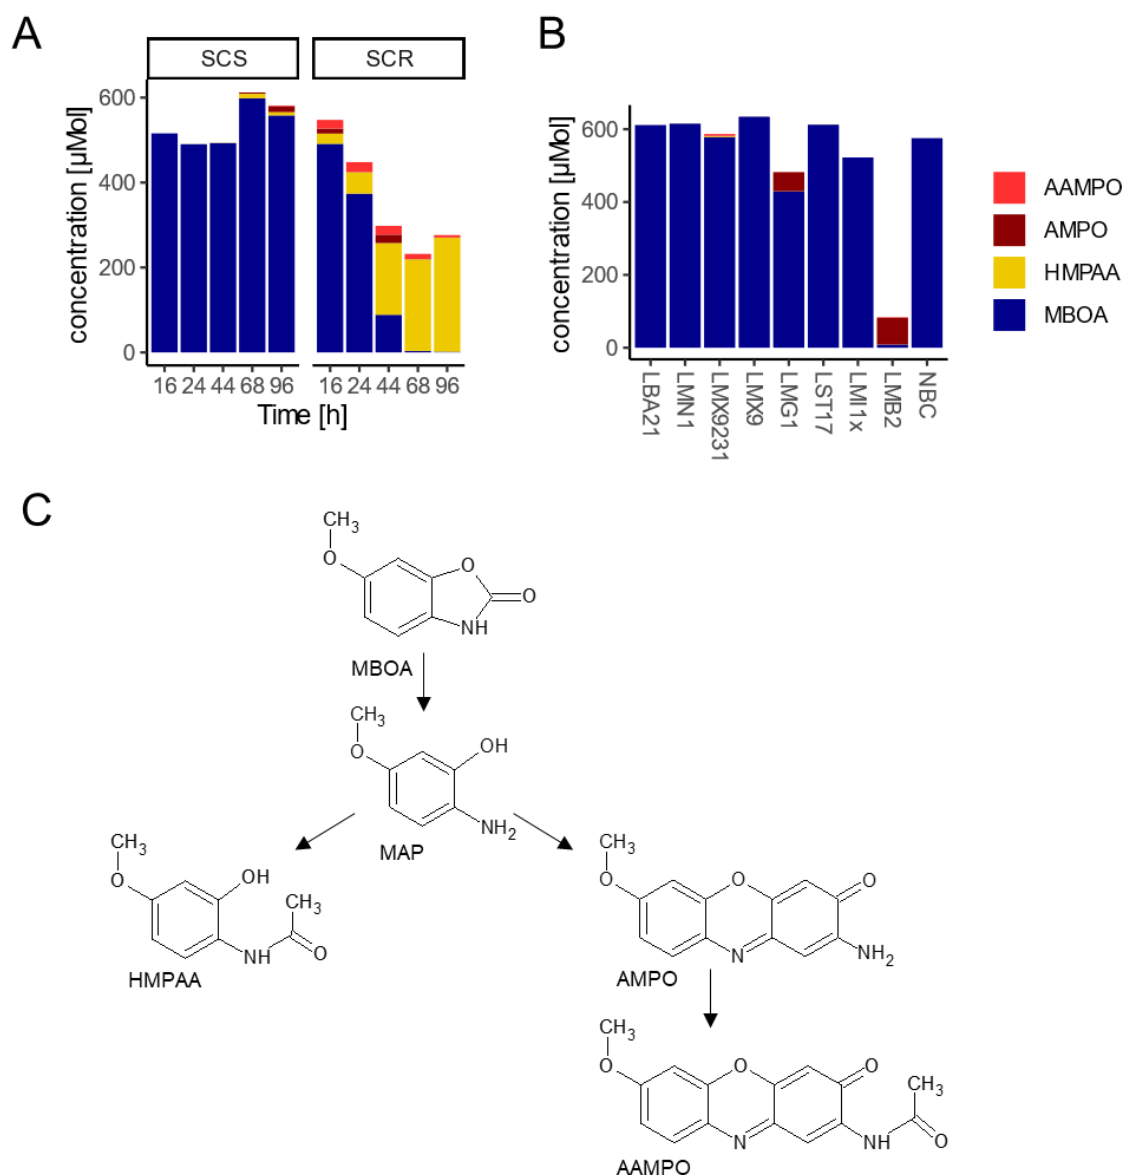 A
SCS
SCR
600
400
200
0
concentration [µMol]
16 24 44 68 96
16 24 44 68 96
Time [h]
B
600
400
200
0
concentration [µMol]
LBA21
LMN1
LMX9231
LMX9
LMG1
LST17
LMI1x
LMB2
NBC
AAMPO
AMPO
HMPAA
MBOA
C
CH3
O
O
O
NH
MBOA
CH3
O
OH
NH2
MAP
CH3
O
OH
CH3
NH
O
HMPAA
CH3
O
O
O
N
NH2
AMPO
CH3
O
O
O
CH3
N
NH
O
AAMPO